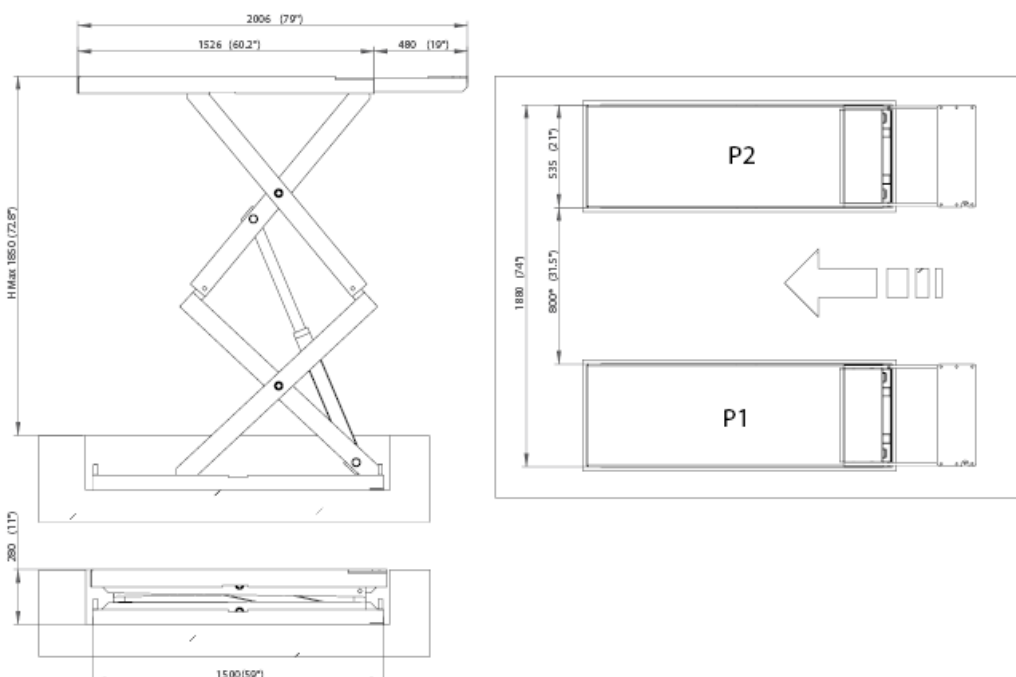 2006 (79")
1526 (60.2")
480 (19")
H Max 1850 (72.8")
280 (11")
1500(59")
P2
535 (21")
1880 (74")
800* (31.5")
P1